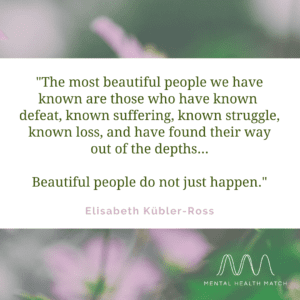 "The most beautiful people we have
known are those who have known
defeat, known suffering, known struggle,
known loss, and have found their way
out of the depths...
Beautiful people do not just happen."
Elisabeth Kübler-Ross
MENTAL HEALTH MATCH